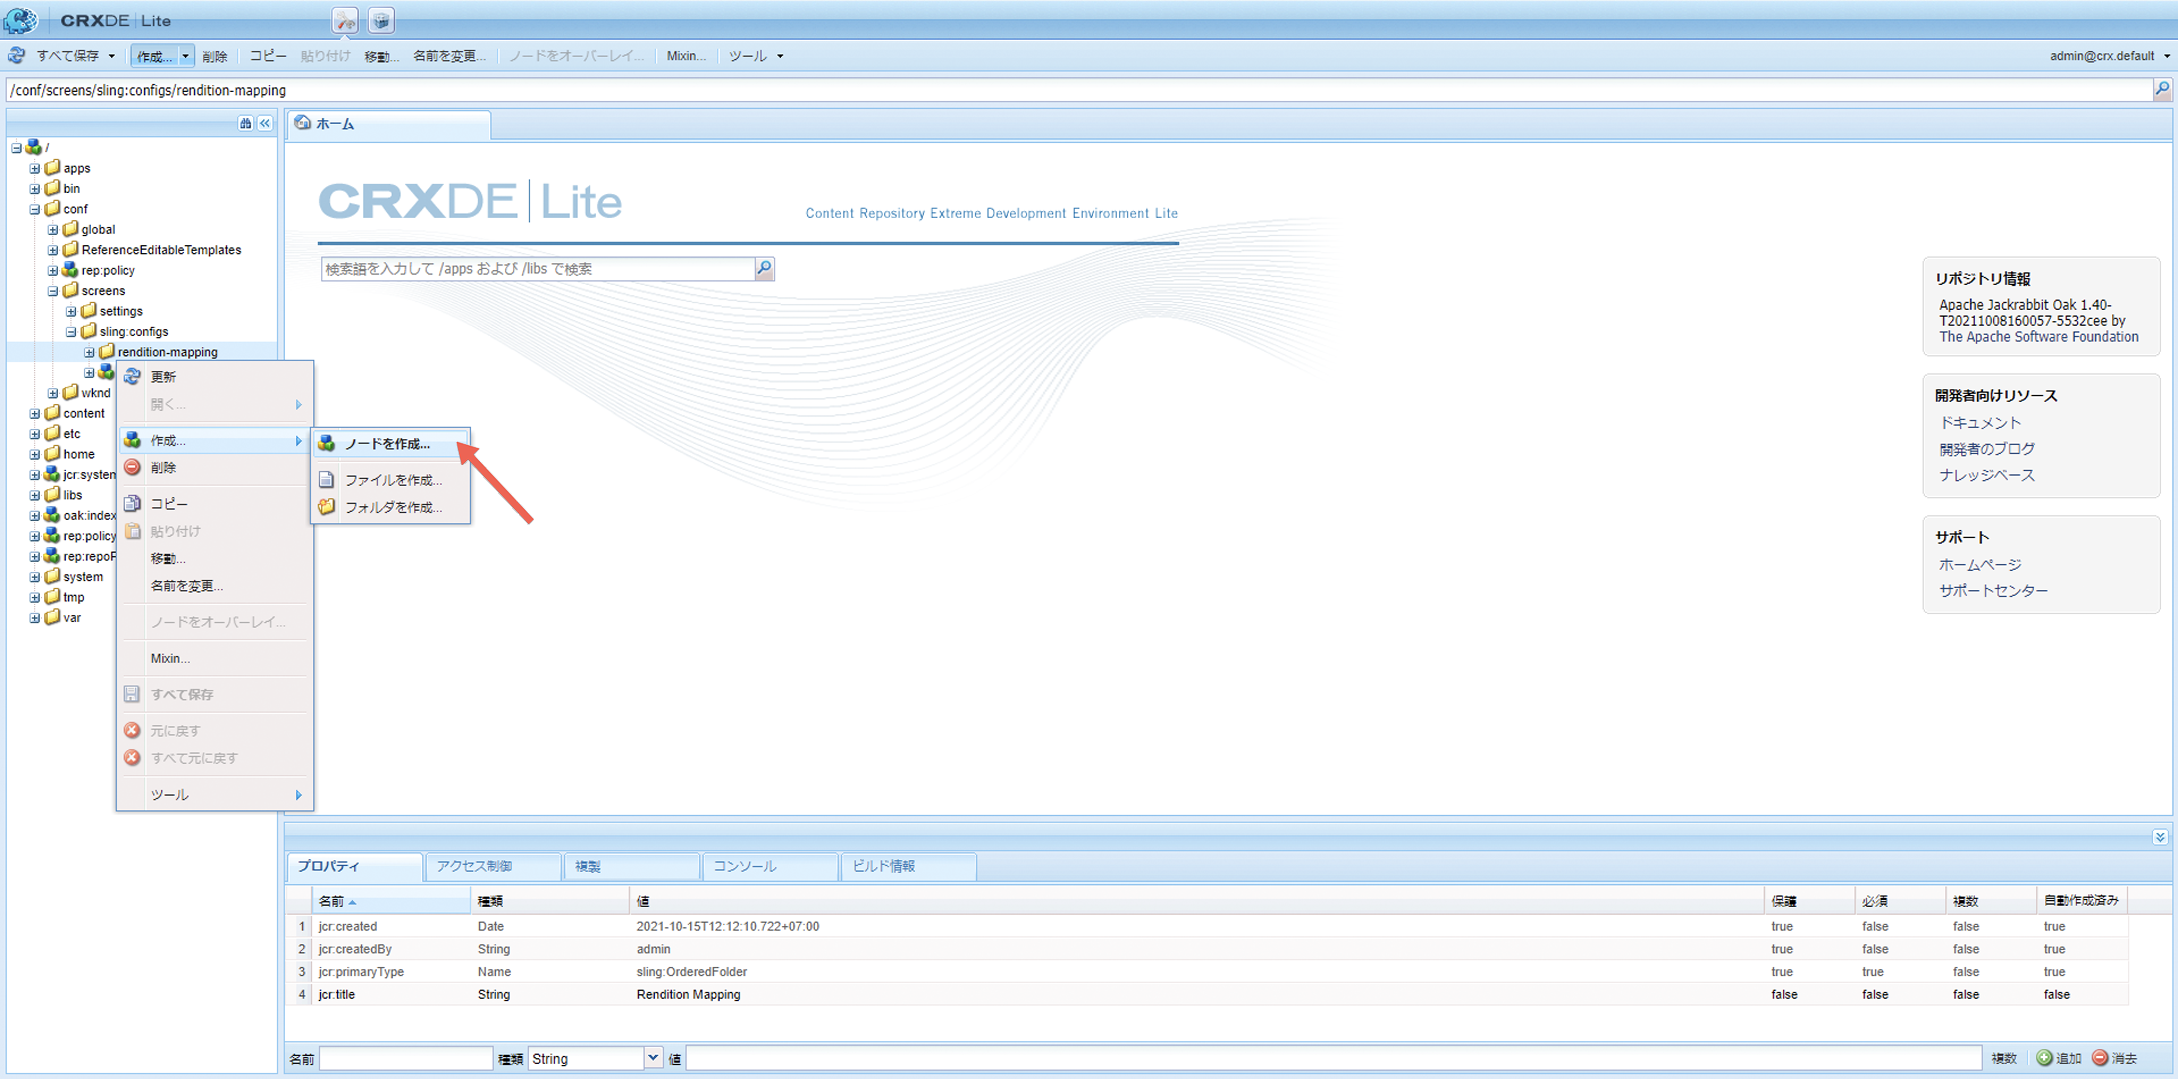 CRXDE | Lite
すべて保存 作成... 削除 コピー 貼り付け 移動... 名前を変更... ノードをオーバーレイ... Mixin... ツール admin@crx.default
/conf/screens/sling:configs/rendition-mapping
ホーム
/
apps
bin
conf
global
ReferenceEditableTemplates
rep:policy
screens
settings
sling:configs
rendition-mapping
wknd
content
etc
home
jcr:system
libs
oak:index
rep:policy
rep:repoP
system
tmp
var
更新
開く...
作成...
削除
コピー
貼り付け
移動...
名前を変更...
ノードをオーバーレイ...
Mixin...
すべて保存
元に戻す
すべて元に戻す
ツール
ノードを作成...
ファイルを作成...
フォルダを作成...
CRXDE | Lite
Content Repository Extreme Development Environment Lite
検索語を入力して /apps および /libs で検索
リポジトリ情報
Apache Jackrabbit Oak 1.40-
T20211008160057-5532cee by
The Apache Software Foundation
開発者向けリソース
ドキュメント
開発者のブログ
ナレッジベース
サポート
ホームページ
サポートセンター
プロパティ アクセス制御 複製 コンソール ビルド情報
名前 種類 値 保護 必須 複数 自動作成済み
1 jcr:created Date 2021-10-15T12:12:10.722+07:00 true false false true
2 jcr:createdBy String admin true false false true
3 jcr:primaryType Name sling:OrderedFolder true true false true
4 jcr:title String Rendition Mapping false false false false
名前 種類 String 値 複数 追加 消去